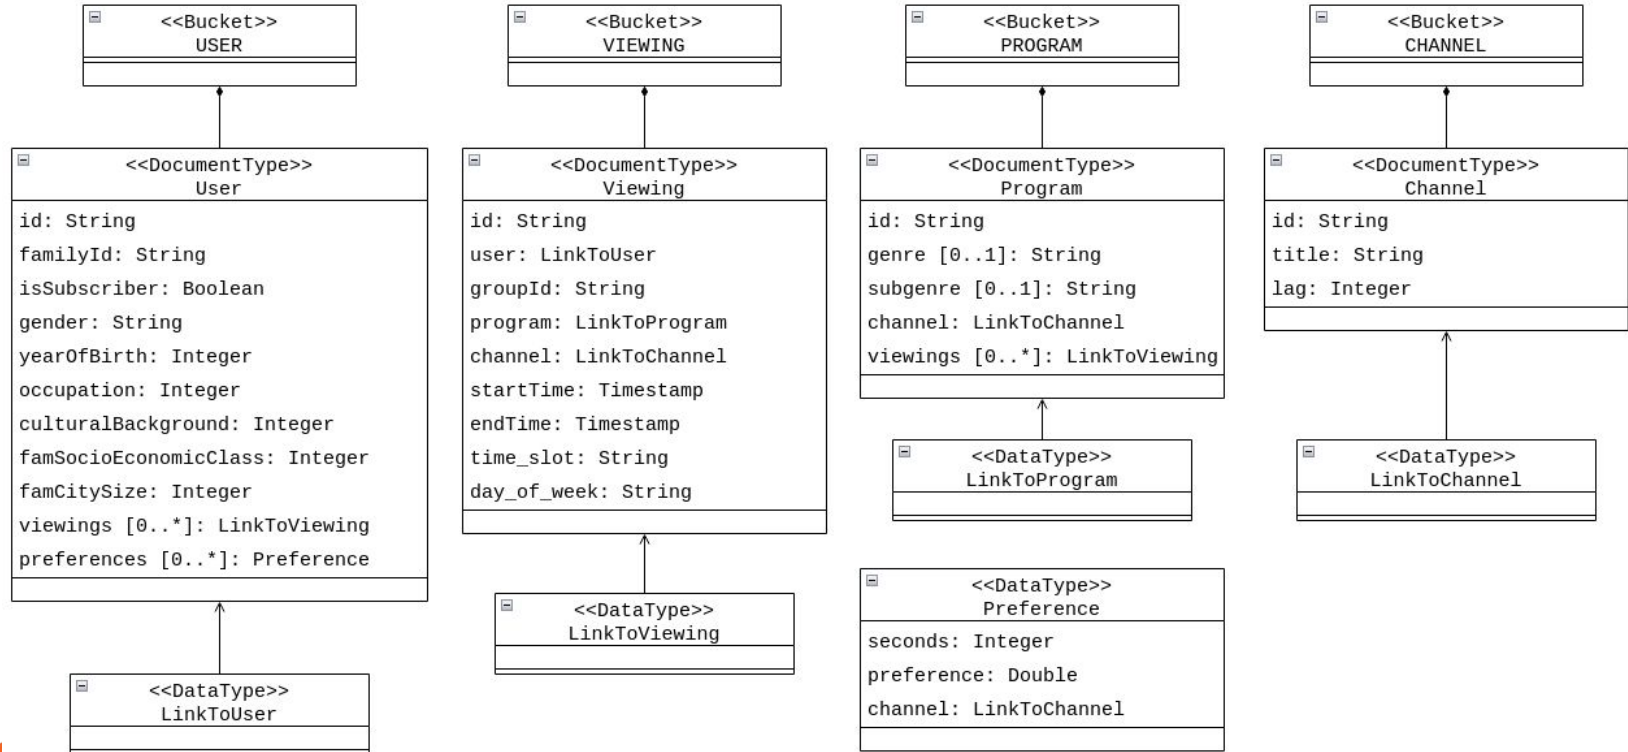 <<Bucket>>
USER
<<DocumentType>>
User
id: String
familyId: String
isSubscriber: Boolean
gender: String
yearOfBirth: Integer
occupation: Integer
culturalBackground: Integer
famSocioEconomicClass: Integer
famCitySize: Integer
viewings [0..*]: LinkToViewing
preferences [0..*]: Preference
<<DataType>>
LinkToUser
<<Bucket>>
VIEWING
<<DocumentType>>
Viewing
id: String
user: LinkToUser
groupId: String
program: LinkToProgram
channel: LinkToChannel
startTime: Timestamp
endTime: Timestamp
time_slot: String
day_of_week: String
<<DataType>>
LinkToViewing
<<Bucket>>
PROGRAM
<<DocumentType>>
Program
id: String
genre [0..1]: String
subgenre [0..1]: String
channel: LinkToChannel
viewings [0..*]: LinkToViewing
<<DataType>>
LinkToProgram
<<DataType>>
Preference
seconds: Integer
preference: Double
channel: LinkToChannel
<<Bucket>>
CHANNEL
<<DocumentType>>
Channel
id: String
title: String
lag: Integer
<<DataType>>
LinkToChannel